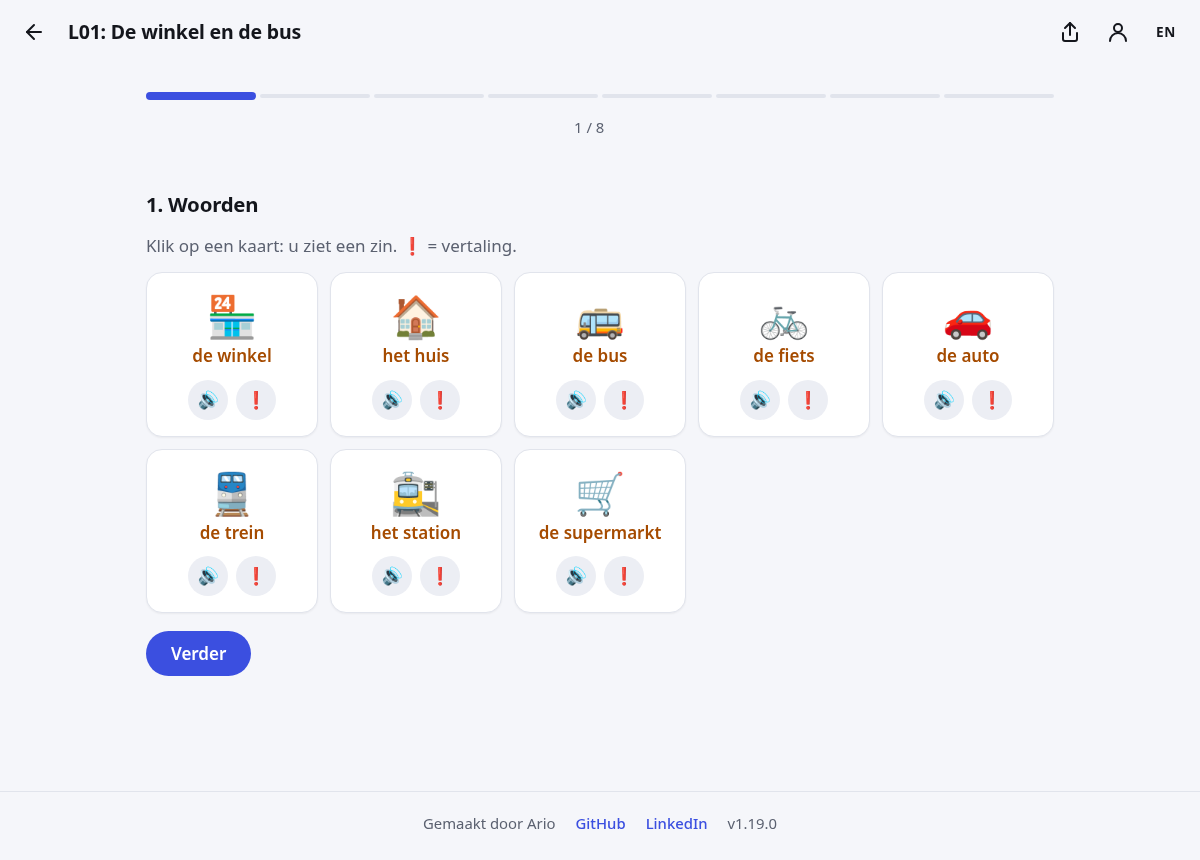 L01: De winkel en de bus
EN
1 / 8
1. Woorden
Klik op een kaart: u ziet een zin. ❗ = vertaling.
24
de winkel
het huis
de bus
de fiets
de auto
de trein
het station
de supermarkt
Verder
Gemaakt door Ario GitHub LinkedIn v1.19.0